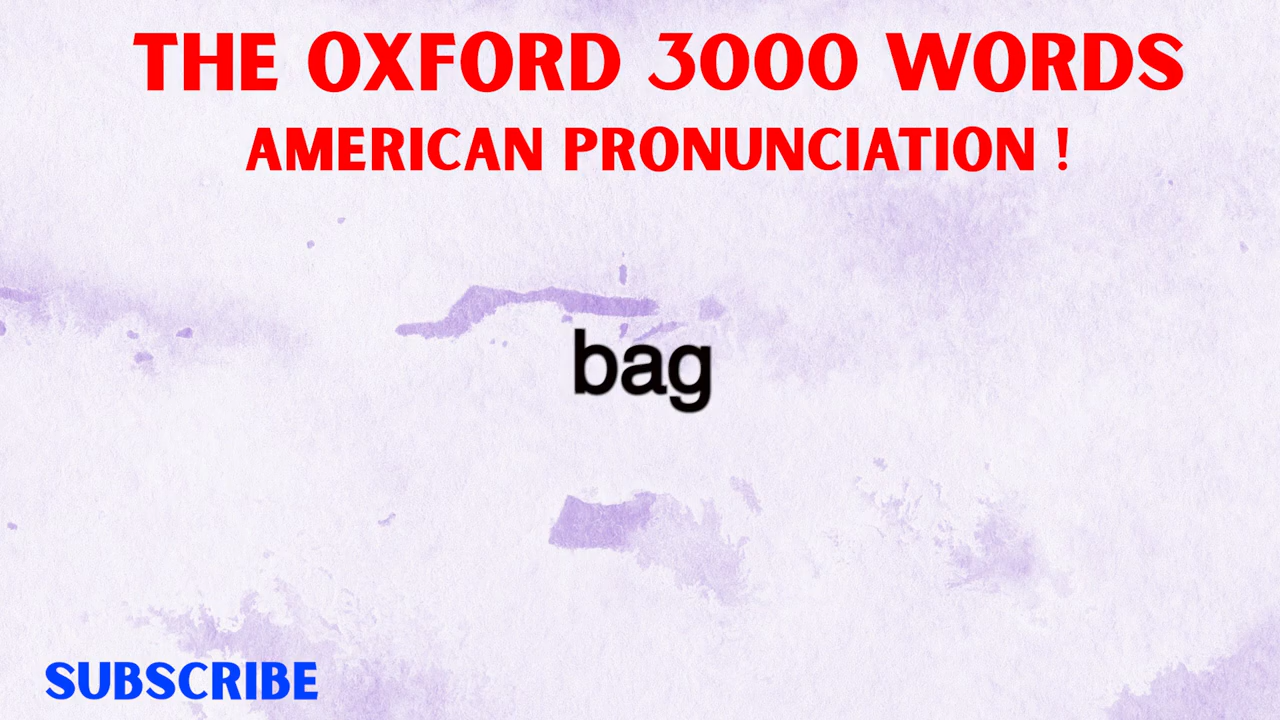 THE OXFORD 3000 WORDS
AMERICAN PRONUNCIATION !
bag
SUBSCRIBE